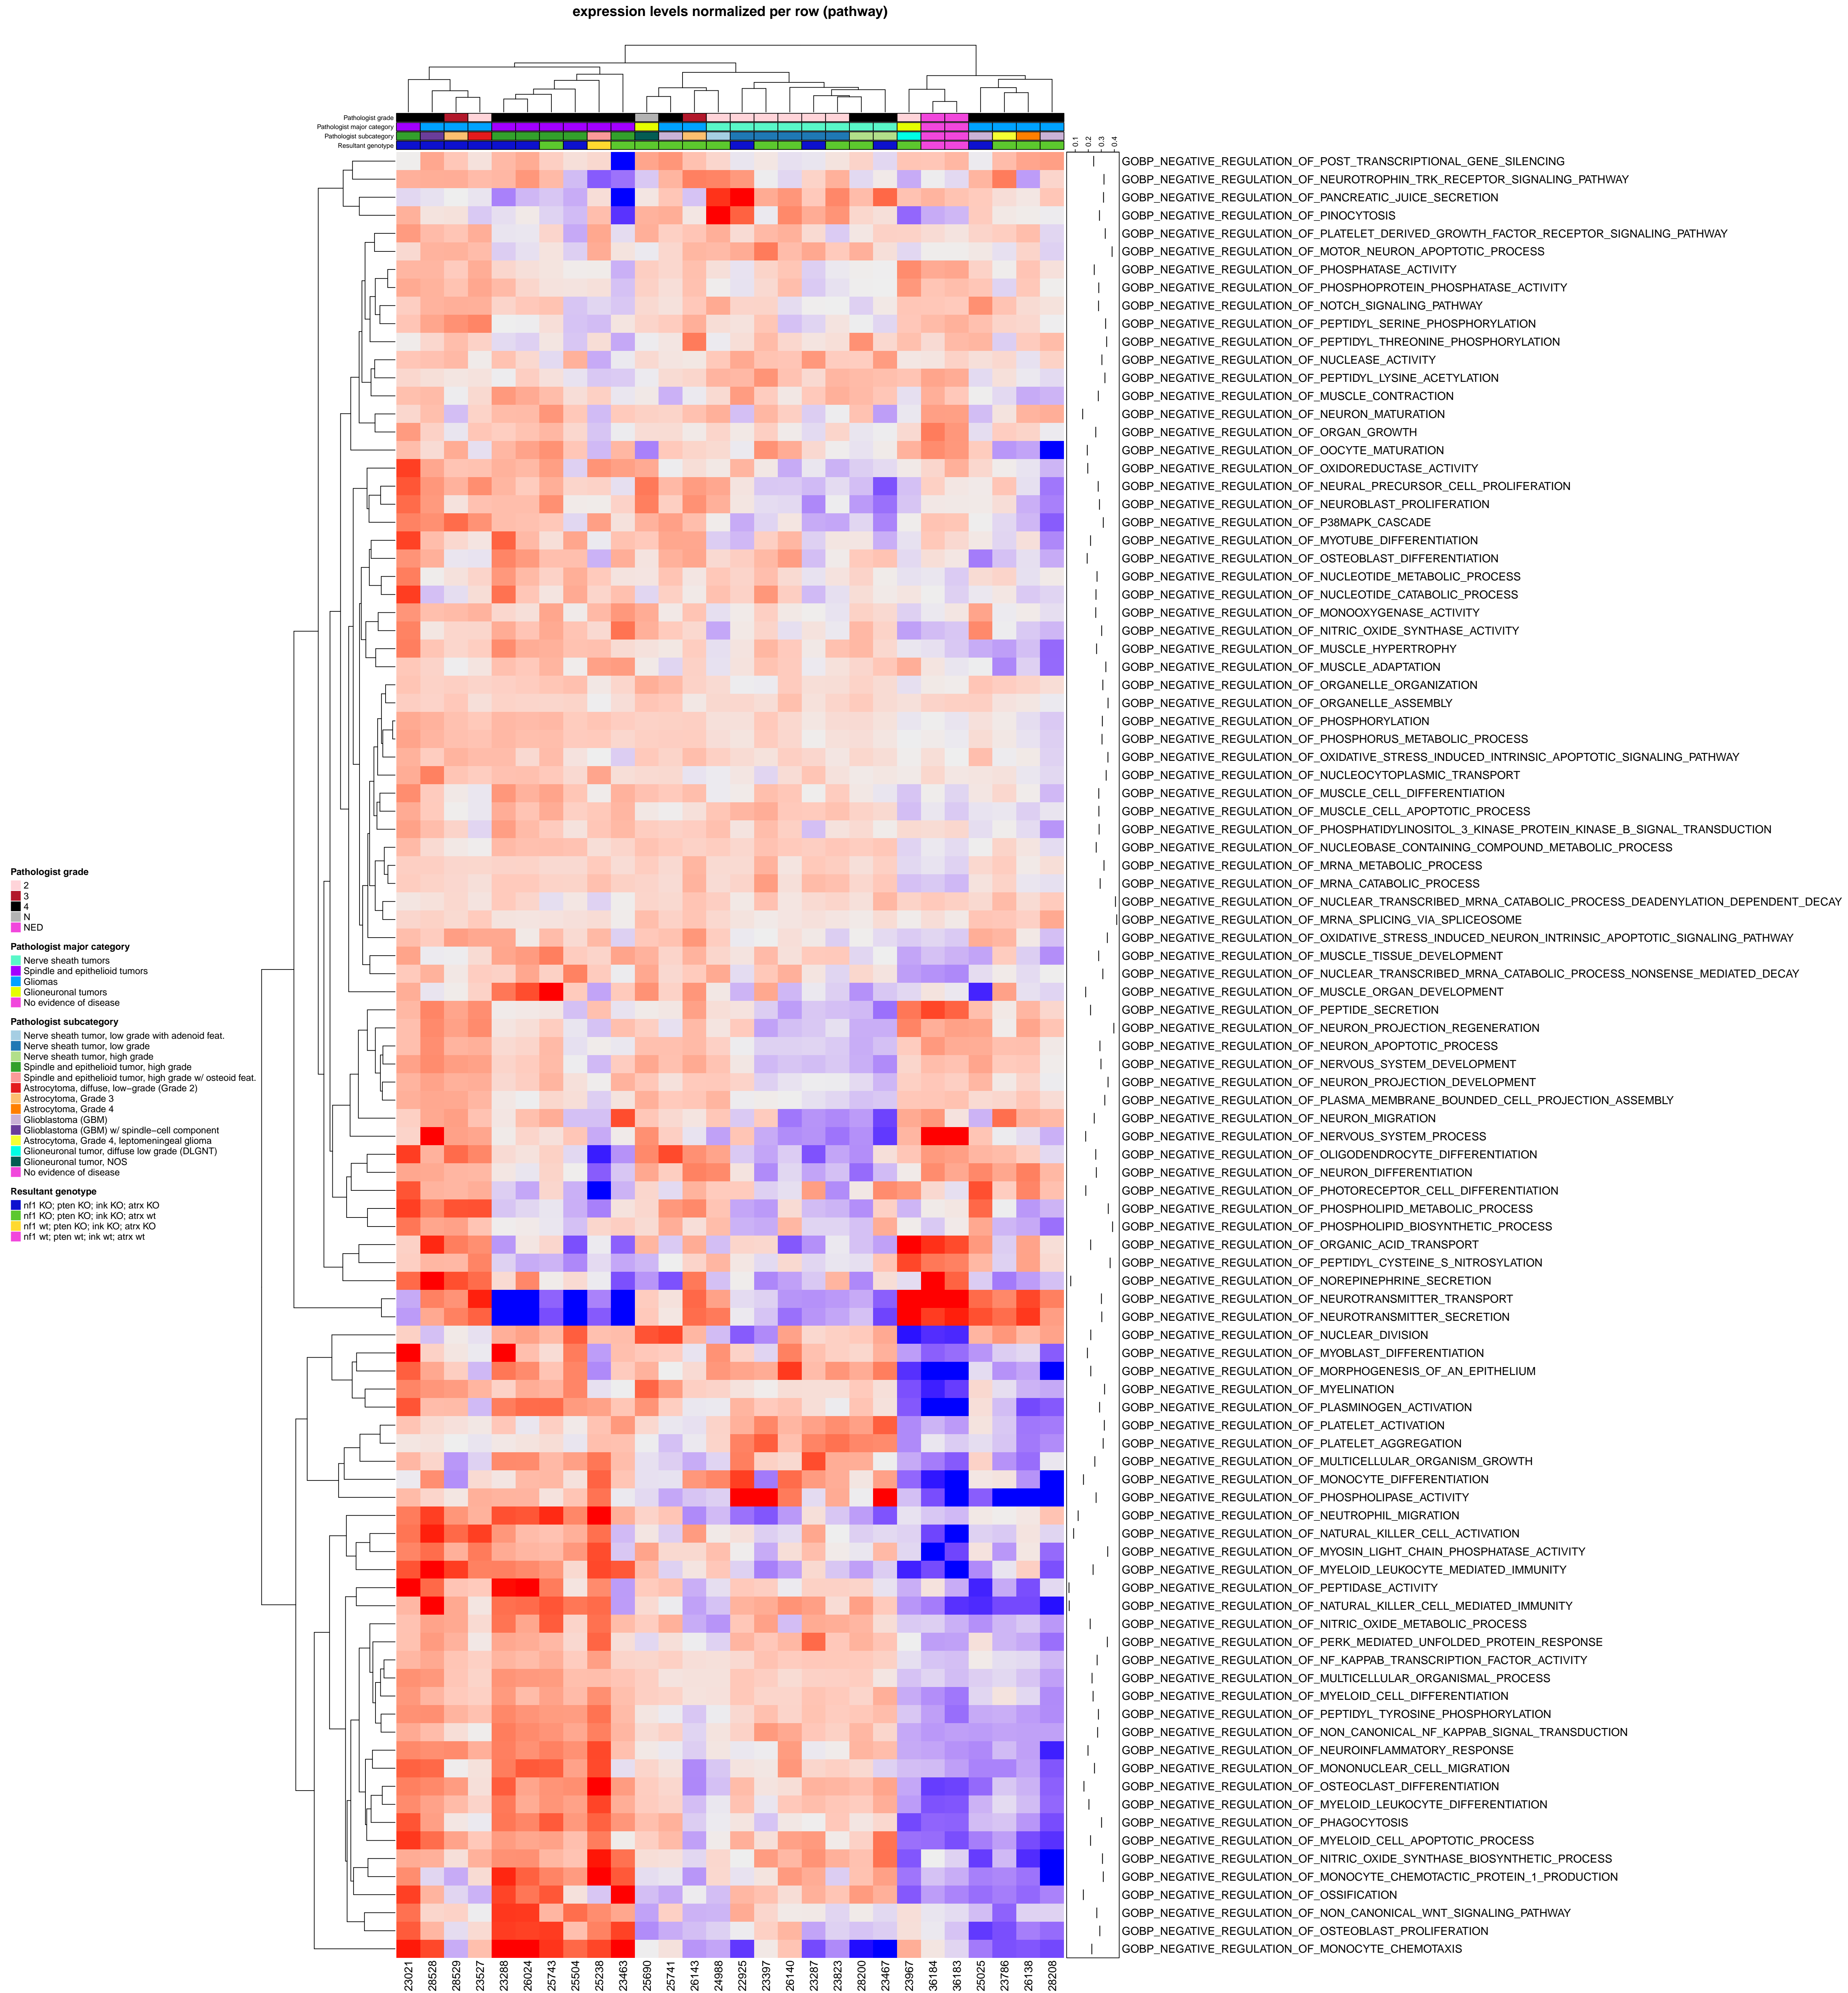 expression levels normalized per row (pathway)
Pathologist grade
Pathologist major category
Pathologist subcategory
Resultant genotype
0.1
0.2
0.3
0.4
GOBP_NEGATIVE_REGULATION_OF_POST_TRANSCRIPTIONAL_GENE_SILENCING
GOBP_NEGATIVE_REGULATION_OF_NEUROTROPHIN_TRK_RECEPTOR_SIGNALING_PATHWAY
GOBP_NEGATIVE_REGULATION_OF_PANCREATIC_JUICE_SECRETION
GOBP_NEGATIVE_REGULATION_OF_PINOCYTOSIS
GOBP_NEGATIVE_REGULATION_OF_PLATELET_DERIVED_GROWTH_FACTOR_RECEPTOR_SIGNALING_PATHWAY
GOBP_NEGATIVE_REGULATION_OF_MOTOR_NEURON_APOPTOTIC_PROCESS
GOBP_NEGATIVE_REGULATION_OF_PHOSPHATASE_ACTIVITY
GOBP_NEGATIVE_REGULATION_OF_PHOSPHOPROTEIN_PHOSPHATASE_ACTIVITY
GOBP_NEGATIVE_REGULATION_OF_NOTCH_SIGNALING_PATHWAY
GOBP_NEGATIVE_REGULATION_OF_PEPTIDYL_SERINE_PHOSPHORYLATION
GOBP_NEGATIVE_REGULATION_OF_PEPTIDYL_THREONINE_PHOSPHORYLATION
GOBP_NEGATIVE_REGULATION_OF_NUCLEASE_ACTIVITY
GOBP_NEGATIVE_REGULATION_OF_PEPTIDYL_LYSINE_ACETYLATION
GOBP_NEGATIVE_REGULATION_OF_MUSCLE_CONTRACTION
GOBP_NEGATIVE_REGULATION_OF_NEURON_MATURATION
GOBP_NEGATIVE_REGULATION_OF_ORGAN_GROWTH
GOBP_NEGATIVE_REGULATION_OF_OOCYTE_MATURATION
GOBP_NEGATIVE_REGULATION_OF_OXIDOREDUCTASE_ACTIVITY
GOBP_NEGATIVE_REGULATION_OF_NEURAL_PRECURSOR_CELL_PROLIFERATION
GOBP_NEGATIVE_REGULATION_OF_NEUROBLAST_PROLIFERATION
GOBP_NEGATIVE_REGULATION_OF_P38MAPK_CASCADE
GOBP_NEGATIVE_REGULATION_OF_MYOTUBE_DIFFERENTIATION
GOBP_NEGATIVE_REGULATION_OF_OSTEOBLAST_DIFFERENTIATION
GOBP_NEGATIVE_REGULATION_OF_NUCLEOTIDE_METABOLIC_PROCESS
GOBP_NEGATIVE_REGULATION_OF_NUCLEOTIDE_CATABOLIC_PROCESS
GOBP_NEGATIVE_REGULATION_OF_MONOOXYGENASE_ACTIVITY
GOBP_NEGATIVE_REGULATION_OF_NITRIC_OXIDE_SYNTHASE_ACTIVITY
GOBP_NEGATIVE_REGULATION_OF_MUSCLE_HYPERTROPHY
GOBP_NEGATIVE_REGULATION_OF_MUSCLE_ADAPTATION
GOBP_NEGATIVE_REGULATION_OF_ORGANELLE_ORGANIZATION
GOBP_NEGATIVE_REGULATION_OF_ORGANELLE_ASSEMBLY
GOBP_NEGATIVE_REGULATION_OF_PHOSPHORYLATION
GOBP_NEGATIVE_REGULATION_OF_PHOSPHORUS_METABOLIC_PROCESS
GOBP_NEGATIVE_REGULATION_OF_OXIDATIVE_STRESS_INDUCED_INTRINSIC_APOPTOTIC_SIGNALING_PATHWAY
GOBP_NEGATIVE_REGULATION_OF_NUCLEOCYTOPLASMIC_TRANSPORT
GOBP_NEGATIVE_REGULATION_OF_MUSCLE_CELL_DIFFERENTIATION
GOBP_NEGATIVE_REGULATION_OF_MUSCLE_CELL_APOPTOTIC_PROCESS
GOBP_NEGATIVE_REGULATION_OF_PHOSPHATIDYLINOSITOL_3_KINASE_PROTEIN_KINASE_B_SIGNAL_TRANSDUCTION
GOBP_NEGATIVE_REGULATION_OF_NUCLEOBASE_CONTAINING_COMPOUND_METABOLIC_PROCESS
GOBP_NEGATIVE_REGULATION_OF_MRNA_METABOLIC_PROCESS
GOBP_NEGATIVE_REGULATION_OF_MRNA_CATABOLIC_PROCESS
GOBP_NEGATIVE_REGULATION_OF_NUCLEAR_TRANSCRIBED_MRNA_CATABOLIC_PROCESS_DEADENYLATION_DEPENDENT_DECAY
GOBP_NEGATIVE_REGULATION_OF_MRNA_SPLICING_VIA_SPLICEOSOME
GOBP_NEGATIVE_REGULATION_OF_OXIDATIVE_STRESS_INDUCED_NEURON_INTRINSIC_APOPTOTIC_SIGNALING_PATHWAY
GOBP_NEGATIVE_REGULATION_OF_MUSCLE_TISSUE_DEVELOPMENT
GOBP_NEGATIVE_REGULATION_OF_NUCLEAR_TRANSCRIBED_MRNA_CATABOLIC_PROCESS_NONSENSE_MEDIATED_DECAY
GOBP_NEGATIVE_REGULATION_OF_MUSCLE_ORGAN_DEVELOPMENT
GOBP_NEGATIVE_REGULATION_OF_PEPTIDE_SECRETION
GOBP_NEGATIVE_REGULATION_OF_NEURON_PROJECTION_REGENERATION
GOBP_NEGATIVE_REGULATION_OF_NEURON_APOPTOTIC_PROCESS
GOBP_NEGATIVE_REGULATION_OF_NERVOUS_SYSTEM_DEVELOPMENT
GOBP_NEGATIVE_REGULATION_OF_NEURON_PROJECTION_DEVELOPMENT
GOBP_NEGATIVE_REGULATION_OF_PLASMA_MEMBRANE_BOUNDED_CELL_PROJECTION_ASSEMBLY
GOBP_NEGATIVE_REGULATION_OF_NEURON_MIGRATION
GOBP_NEGATIVE_REGULATION_OF_NERVOUS_SYSTEM_PROCESS
GOBP_NEGATIVE_REGULATION_OF_OLIGODENDROCYTE_DIFFERENTIATION
GOBP_NEGATIVE_REGULATION_OF_NEURON_DIFFERENTIATION
GOBP_NEGATIVE_REGULATION_OF_PHOTORECEPTOR_CELL_DIFFERENTIATION
GOBP_NEGATIVE_REGULATION_OF_PHOSPHOLIPID_METABOLIC_PROCESS
GOBP_NEGATIVE_REGULATION_OF_PHOSPHOLIPID_BIOSYNTHETIC_PROCESS
GOBP_NEGATIVE_REGULATION_OF_ORGANIC_ACID_TRANSPORT
GOBP_NEGATIVE_REGULATION_OF_PEPTIDYL_CYSTEINE_S_NITROSYLATION
GOBP_NEGATIVE_REGULATION_OF_NOREPINEPHRINE_SECRETION
GOBP_NEGATIVE_REGULATION_OF_NEUROTRANSMITTER_TRANSPORT
GOBP_NEGATIVE_REGULATION_OF_NEUROTRANSMITTER_SECRETION
GOBP_NEGATIVE_REGULATION_OF_NUCLEAR_DIVISION
GOBP_NEGATIVE_REGULATION_OF_MYOBLAST_DIFFERENTIATION
GOBP_NEGATIVE_REGULATION_OF_MORPHOGENESIS_OF_AN_EPITHELIUM
GOBP_NEGATIVE_REGULATION_OF_MYELINATION
GOBP_NEGATIVE_REGULATION_OF_PLASMINOGEN_ACTIVATION
GOBP_NEGATIVE_REGULATION_OF_PLATELET_ACTIVATION
GOBP_NEGATIVE_REGULATION_OF_PLATELET_AGGREGATION
GOBP_NEGATIVE_REGULATION_OF_MULTICELLULAR_ORGANISM_GROWTH
GOBP_NEGATIVE_REGULATION_OF_MONOCYTE_DIFFERENTIATION
GOBP_NEGATIVE_REGULATION_OF_PHOSPHOLIPASE_ACTIVITY
GOBP_NEGATIVE_REGULATION_OF_NEUTROPHIL_MIGRATION
GOBP_NEGATIVE_REGULATION_OF_NATURAL_KILLER_CELL_ACTIVATION
GOBP_NEGATIVE_REGULATION_OF_MYOSIN_LIGHT_CHAIN_PHOSPHATASE_ACTIVITY
GOBP_NEGATIVE_REGULATION_OF_MYELOID_LEUKOCYTE_MEDIATED_IMMUNITY
GOBP_NEGATIVE_REGULATION_OF_PEPTIDASE_ACTIVITY
GOBP_NEGATIVE_REGULATION_OF_NATURAL_KILLER_CELL_MEDIATED_IMMUNITY
GOBP_NEGATIVE_REGULATION_OF_NITRIC_OXIDE_METABOLIC_PROCESS
GOBP_NEGATIVE_REGULATION_OF_PERK_MEDIATED_UNFOLDED_PROTEIN_RESPONSE
GOBP_NEGATIVE_REGULATION_OF_NF_KAPPAB_TRANSCRIPTION_FACTOR_ACTIVITY
GOBP_NEGATIVE_REGULATION_OF_MULTICELLULAR_ORGANISMAL_PROCESS
GOBP_NEGATIVE_REGULATION_OF_MYELOID_CELL_DIFFERENTIATION
GOBP_NEGATIVE_REGULATION_OF_PEPTIDYL_TYROSINE_PHOSPHORYLATION
GOBP_NEGATIVE_REGULATION_OF_NON_CANONICAL_NF_KAPPAB_SIGNAL_TRANSDUCTION
GOBP_NEGATIVE_REGULATION_OF_NEUROINFLAMMATORY_RESPONSE
GOBP_NEGATIVE_REGULATION_OF_MONONUCLEAR_CELL_MIGRATION
GOBP_NEGATIVE_REGULATION_OF_OSTEOCLAST_DIFFERENTIATION
GOBP_NEGATIVE_REGULATION_OF_MYELOID_LEUKOCYTE_DIFFERENTIATION
GOBP_NEGATIVE_REGULATION_OF_PHAGOCYTOSIS
GOBP_NEGATIVE_REGULATION_OF_MYELOID_CELL_APOPTOTIC_PROCESS
GOBP_NEGATIVE_REGULATION_OF_NITRIC_OXIDE_SYNTHASE_BIOSYNTHETIC_PROCESS
GOBP_NEGATIVE_REGULATION_OF_MONOCYTE_CHEMOTACTIC_PROTEIN_1_PRODUCTION
GOBP_NEGATIVE_REGULATION_OF_OSSIFICATION
GOBP_NEGATIVE_REGULATION_OF_NON_CANONICAL_WNT_SIGNALING_PATHWAY
GOBP_NEGATIVE_REGULATION_OF_OSTEOBLAST_PROLIFERATION
GOBP_NEGATIVE_REGULATION_OF_MONOCYTE_CHEMOTAXIS
Pathologist grade
2
3
4
N
NED
Pathologist major category
Nerve sheath tumors
Spindle and epithelioid tumors
Gliomas
Glioneuronal tumors
No evidence of disease
Pathologist subcategory
Nerve sheath tumor, low grade with adenoid feat.
Nerve sheath tumor, low grade
Nerve sheath tumor, high grade
Spindle and epithelioid tumor, high grade
Spindle and epithelioid tumor, high grade w/ osteoid feat.
Astrocytoma, diffuse, low−grade (Grade 2)
Astrocytoma, Grade 3
Astrocytoma, Grade 4
Glioblastoma (GBM)
Glioblastoma (GBM) w/ spindle−cell component
Astrocytoma, Grade 4, leptomeningeal glioma
Glioneuronal tumor, diffuse low grade (DLGNT)
Glioneuronal tumor, NOS
No evidence of disease
Resultant genotype
nf1 KO; pten KO; ink KO; atrx KO
nf1 KO; pten KO; ink KO; atrx wt
nf1 wt; pten KO; ink KO; atrx KO
nf1 wt; pten wt; ink wt; atrx wt
23021
28528
28529
23527
23288
26024
25743
25504
25238
23463
25690
25741
26143
24988
22925
23397
26140
23287
23823
28200
23467
23967
36184
36183
25025
23786
26138
28208